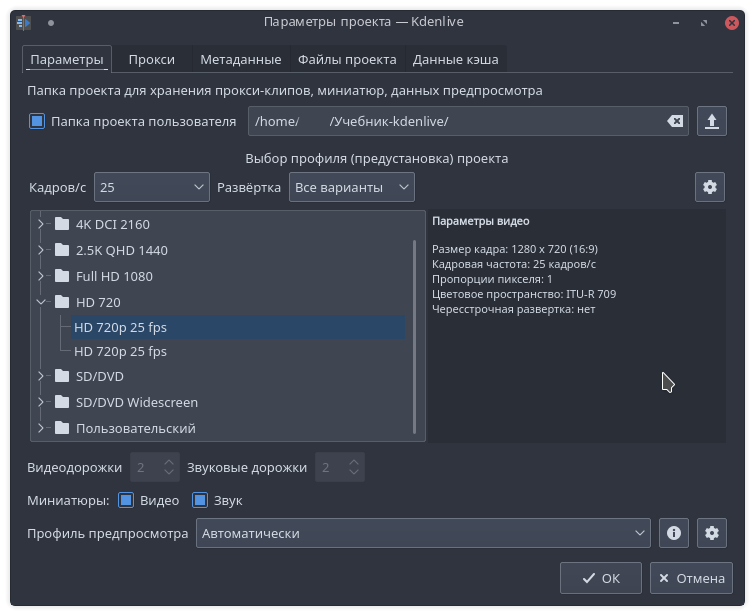 Параметры проекта — Kdenlive
Параметры Прокси Метаданные Файлы проекта Данные кэша
Папка проекта для хранения прокси-клипов, миниатюр, данных предпросмотра
Папка проекта пользователя /home/ /Учебник-kdenlive/
Выбор профиля (предустановка) проекта
Кадров/с 25 Развёртка Все варианты
4K DCI 2160
2.5K QHD 1440
Full HD 1080
HD 720
HD 720p 25 fps
HD 720p 25 fps
SD/DVD
SD/DVD Widescreen
Пользовательский
Параметры видео
Размер кадра: 1280 x 720 (16:9)
Кадровая частота: 25 кадров/с
Пропорции пикселя: 1
Цветовое пространство: ITU-R 709
Чересстрочная развертка: нет
Видеодорожки 2 Звуковые дорожки 2
Миниатюры: Видео Звук
Профиль предпросмотра Автоматически
ОК Отмена